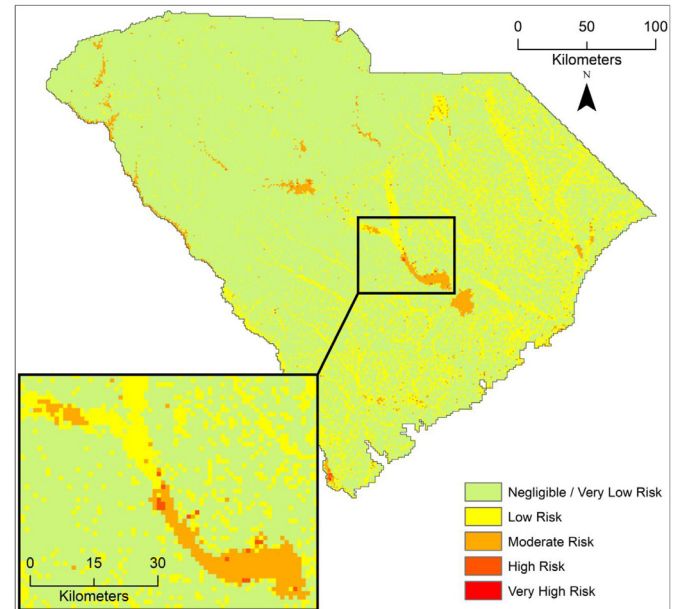 0 50 100
Kilometers
N
Negligible / Very Low Risk
Low Risk
Moderate Risk
High Risk
Very High Risk
0 15 30
Kilometers